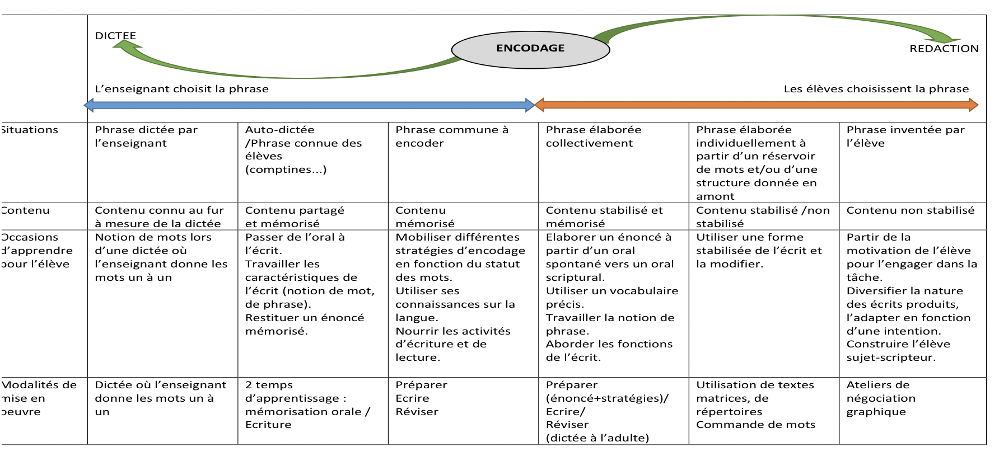 DICTEE
ENCODAGE
REDACTION
L’enseignant choisit la phrase
Les élèves choisissent la phrase
Situations
Phrase dictée par
l’enseignant
Auto-dictée
/Phrase connue des
élèves
(comptines...)
Phrase commune à
encoder
Phrase élaborée
collectivement
Phrase élaborée
individuellement à
partir d’un réservoir
de mots et/ou d’une
structure donnée en
amont
Phrase inventée par
l’élève
Contenu
Contenu connu au fur
à mesure de la dictée
Contenu partagé
et mémorisé
Contenu
mémorisé
Contenu stabilisé et
mémorisé
Contenu stabilisé /non
stabilisé
Contenu non stabilisé
Occasions
d’apprendre
pour l’élève
Notion de mots lors
d’une dictée où
l’enseignant donne les
mots un à un
Passer de l’oral à
l’écrit.
Travailler les
caractéristiques de
l’écrit (notion de mot,
de phrase).
Restituer un énoncé
mémorisé.
Mobiliser différentes
stratégies d’encodage
en fonction du statut
des mots.
Utiliser ses
connaissances sur la
langue.
Nourrir les activités
d’écriture et de
lecture.
Elaborer un énoncé à
partir d’un oral
spontané vers un oral
scriptural.
Utiliser un vocabulaire
précis.
Travailler la notion de
phrase.
Aborder les fonctions
de l’écrit.
Utiliser une forme
stabilisée de l’écrit et
la modifier.
Partir de la
motivation de l’élève
pour l’engager dans la
tâche.
Diversifier la nature
des écrits produits,
l’adapter en fonction
d’une intention.
Construire l’élève
sujet-scripteur.
Modalités de
mise en
oeuvre
Dictée où l’enseignant
donne les mots un à
un
2 temps
d’apprentissage :
mémorisation orale /
Ecriture
Préparer
Ecrire
Réviser
Préparer
(énoncé+stratégies)/
Ecrire/
Réviser
(dictée à l’adulte)
Utilisation de textes
matrices, de
répertoires
Commande de mots
Ateliers de
négociation
graphique